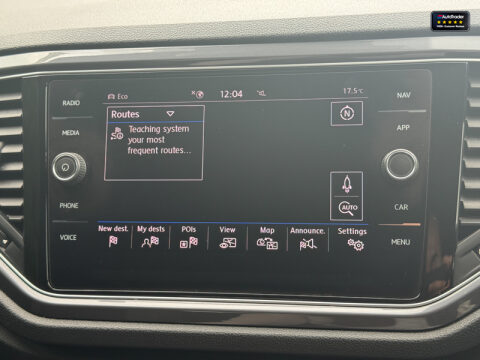 AutoTrader
RADIO
MEDIA
PHONE
VOICE
Eco
12:04
17.5°C
Routes
Teaching system
your most
frequent routes...
N
AUTO
New dest.
My dests
POIs
View
Map
Announce.
Settings
NAV
APP
CAR
MENU